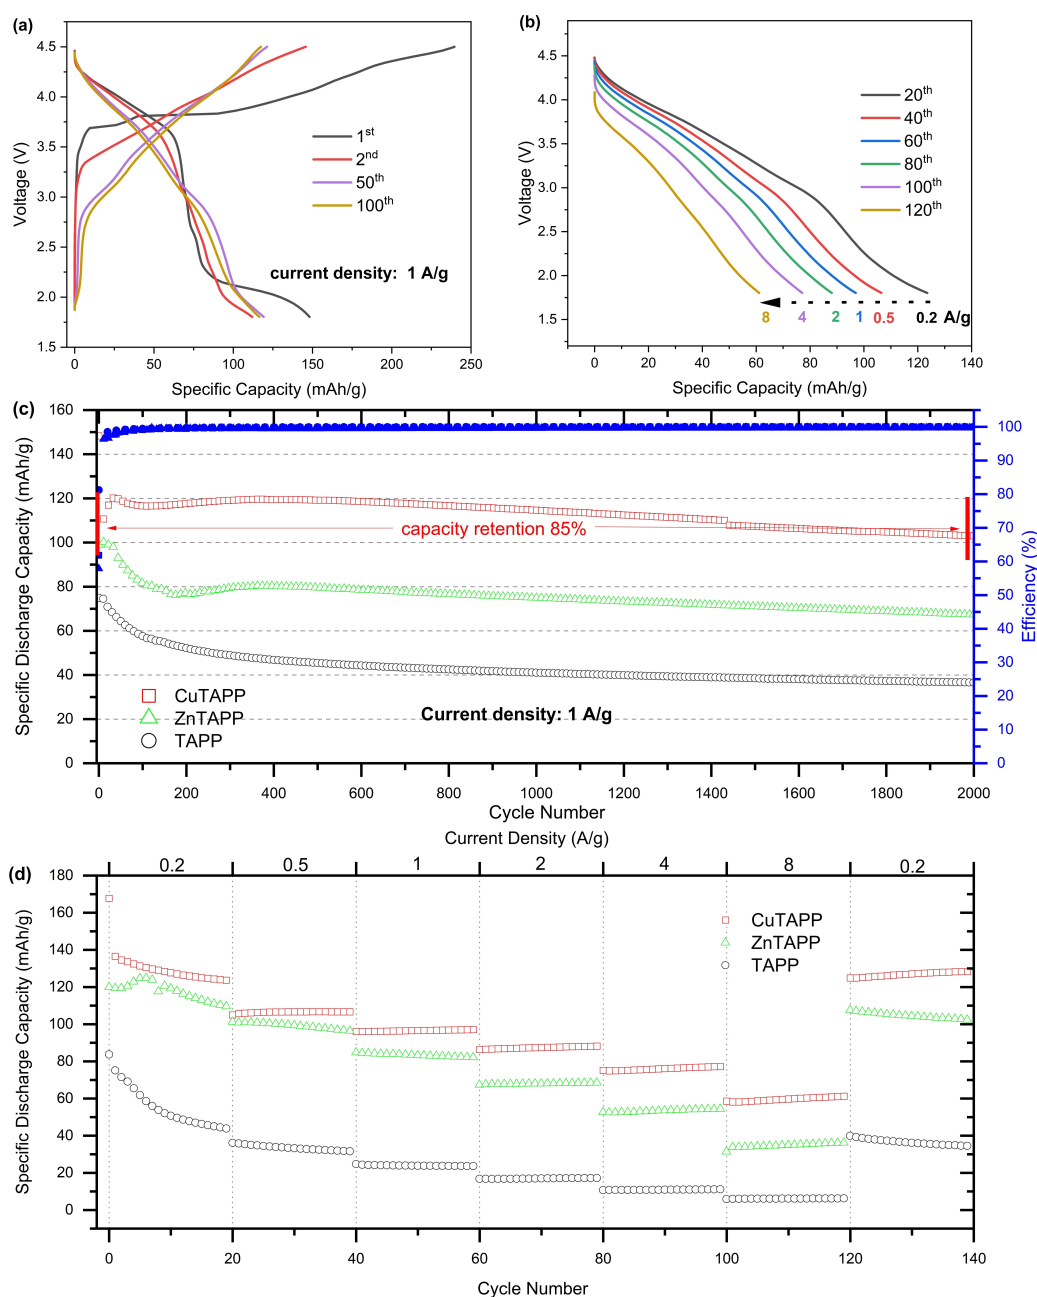 (a)
4.5
4.0
3.5
3.0
2.5
2.0
1.5
Voltage (V)
1st
2nd
50th
100th
current density: 1 A/g
0 50 100 150 200 250
Specific Capacity (mAh/g)
(b)
4.5
4.0
3.5
3.0
2.5
2.0
1.5
Voltage (V)
20th
40th
60th
80th
100th
120th
8 4 2 1 0.5 0.2 A/g
0 20 40 60 80 100 120 140
Specific Capacity (mAh/g)
(c)
160
140
120
100
80
60
40
20
0
Specific Discharge Capacity (mAh/g)
capacity retention 85%
CuTAPP
ZnTAPP
TAPP
Current density: 1 A/g
100
90
80
70
60
50
40
30
20
10
0
Efficiency (%)
0 200 400 600 800 1000 1200 1400 1600 1800 2000
Cycle Number
Current Density (A/g)
(d)
0.2 0.5 1 2 4 8 0.2
180
160
140
120
100
80
60
40
20
0
Specific Discharge Capacity (mAh/g)
CuTAPP
ZnTAPP
TAPP
0 20 40 60 80 100 120 140
Cycle Number